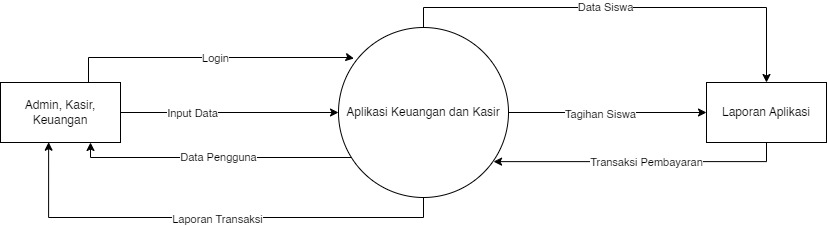 Data Siswa
Login
Admin, Kasir,
Keuangan
Input Data
Aplikasi Keuangan dan Kasir
Tagihan Siswa
Laporan Aplikasi
Data Pengguna
Transaksi Pembayaran
Laporan Transaksi